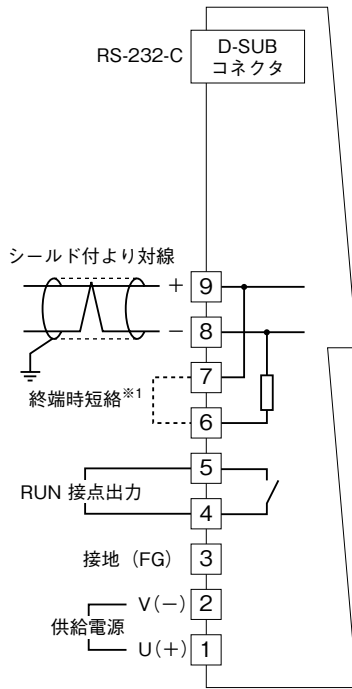 RS-232-C
D-SUB
コネクタ
シールド付より対線
+ 9
− 8
7
終端時短絡※1
6
5
RUN 接点出力
4
接地（FG） 3
V(−) 2
供給電源
U(+) 1